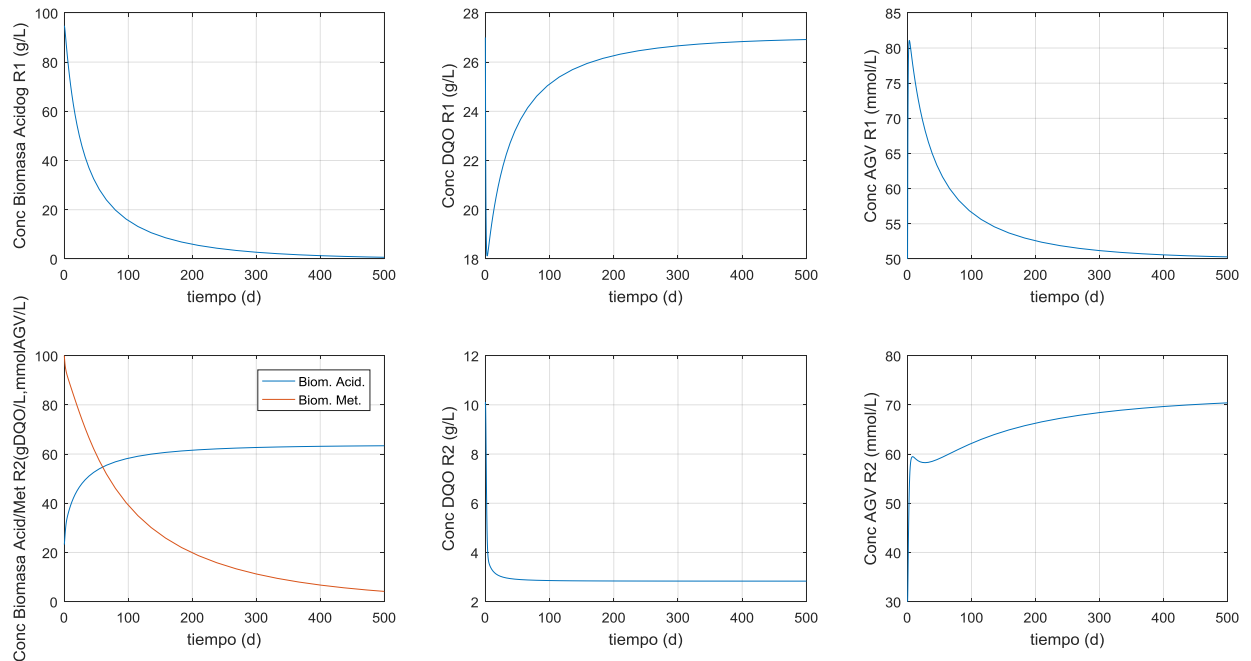 Conc Biomasa Acidog R1 (g/L)
100
80
60
40
20
0
0 100 200 300 400 500
tiempo (d)
Conc DQO R1 (g/L)
28
26
24
22
20
18
0 100 200 300 400 500
tiempo (d)
Conc AGV R1 (mmol/L)
85
80
75
70
65
60
55
50
0 100 200 300 400 500
tiempo (d)
Conc Biomasa Acid/Met R2(gDQO/L,mmolAGV/L)
100
80
60
40
20
0
Biom. Acid.
Biom. Met.
0 100 200 300 400 500
tiempo (d)
Conc DQO R2 (g/L)
12
10
8
6
4
2
0 100 200 300 400 500
tiempo (d)
Conc AGV R2 (mmol/L)
80
70
60
50
40
30
0 100 200 300 400 500
tiempo (d)